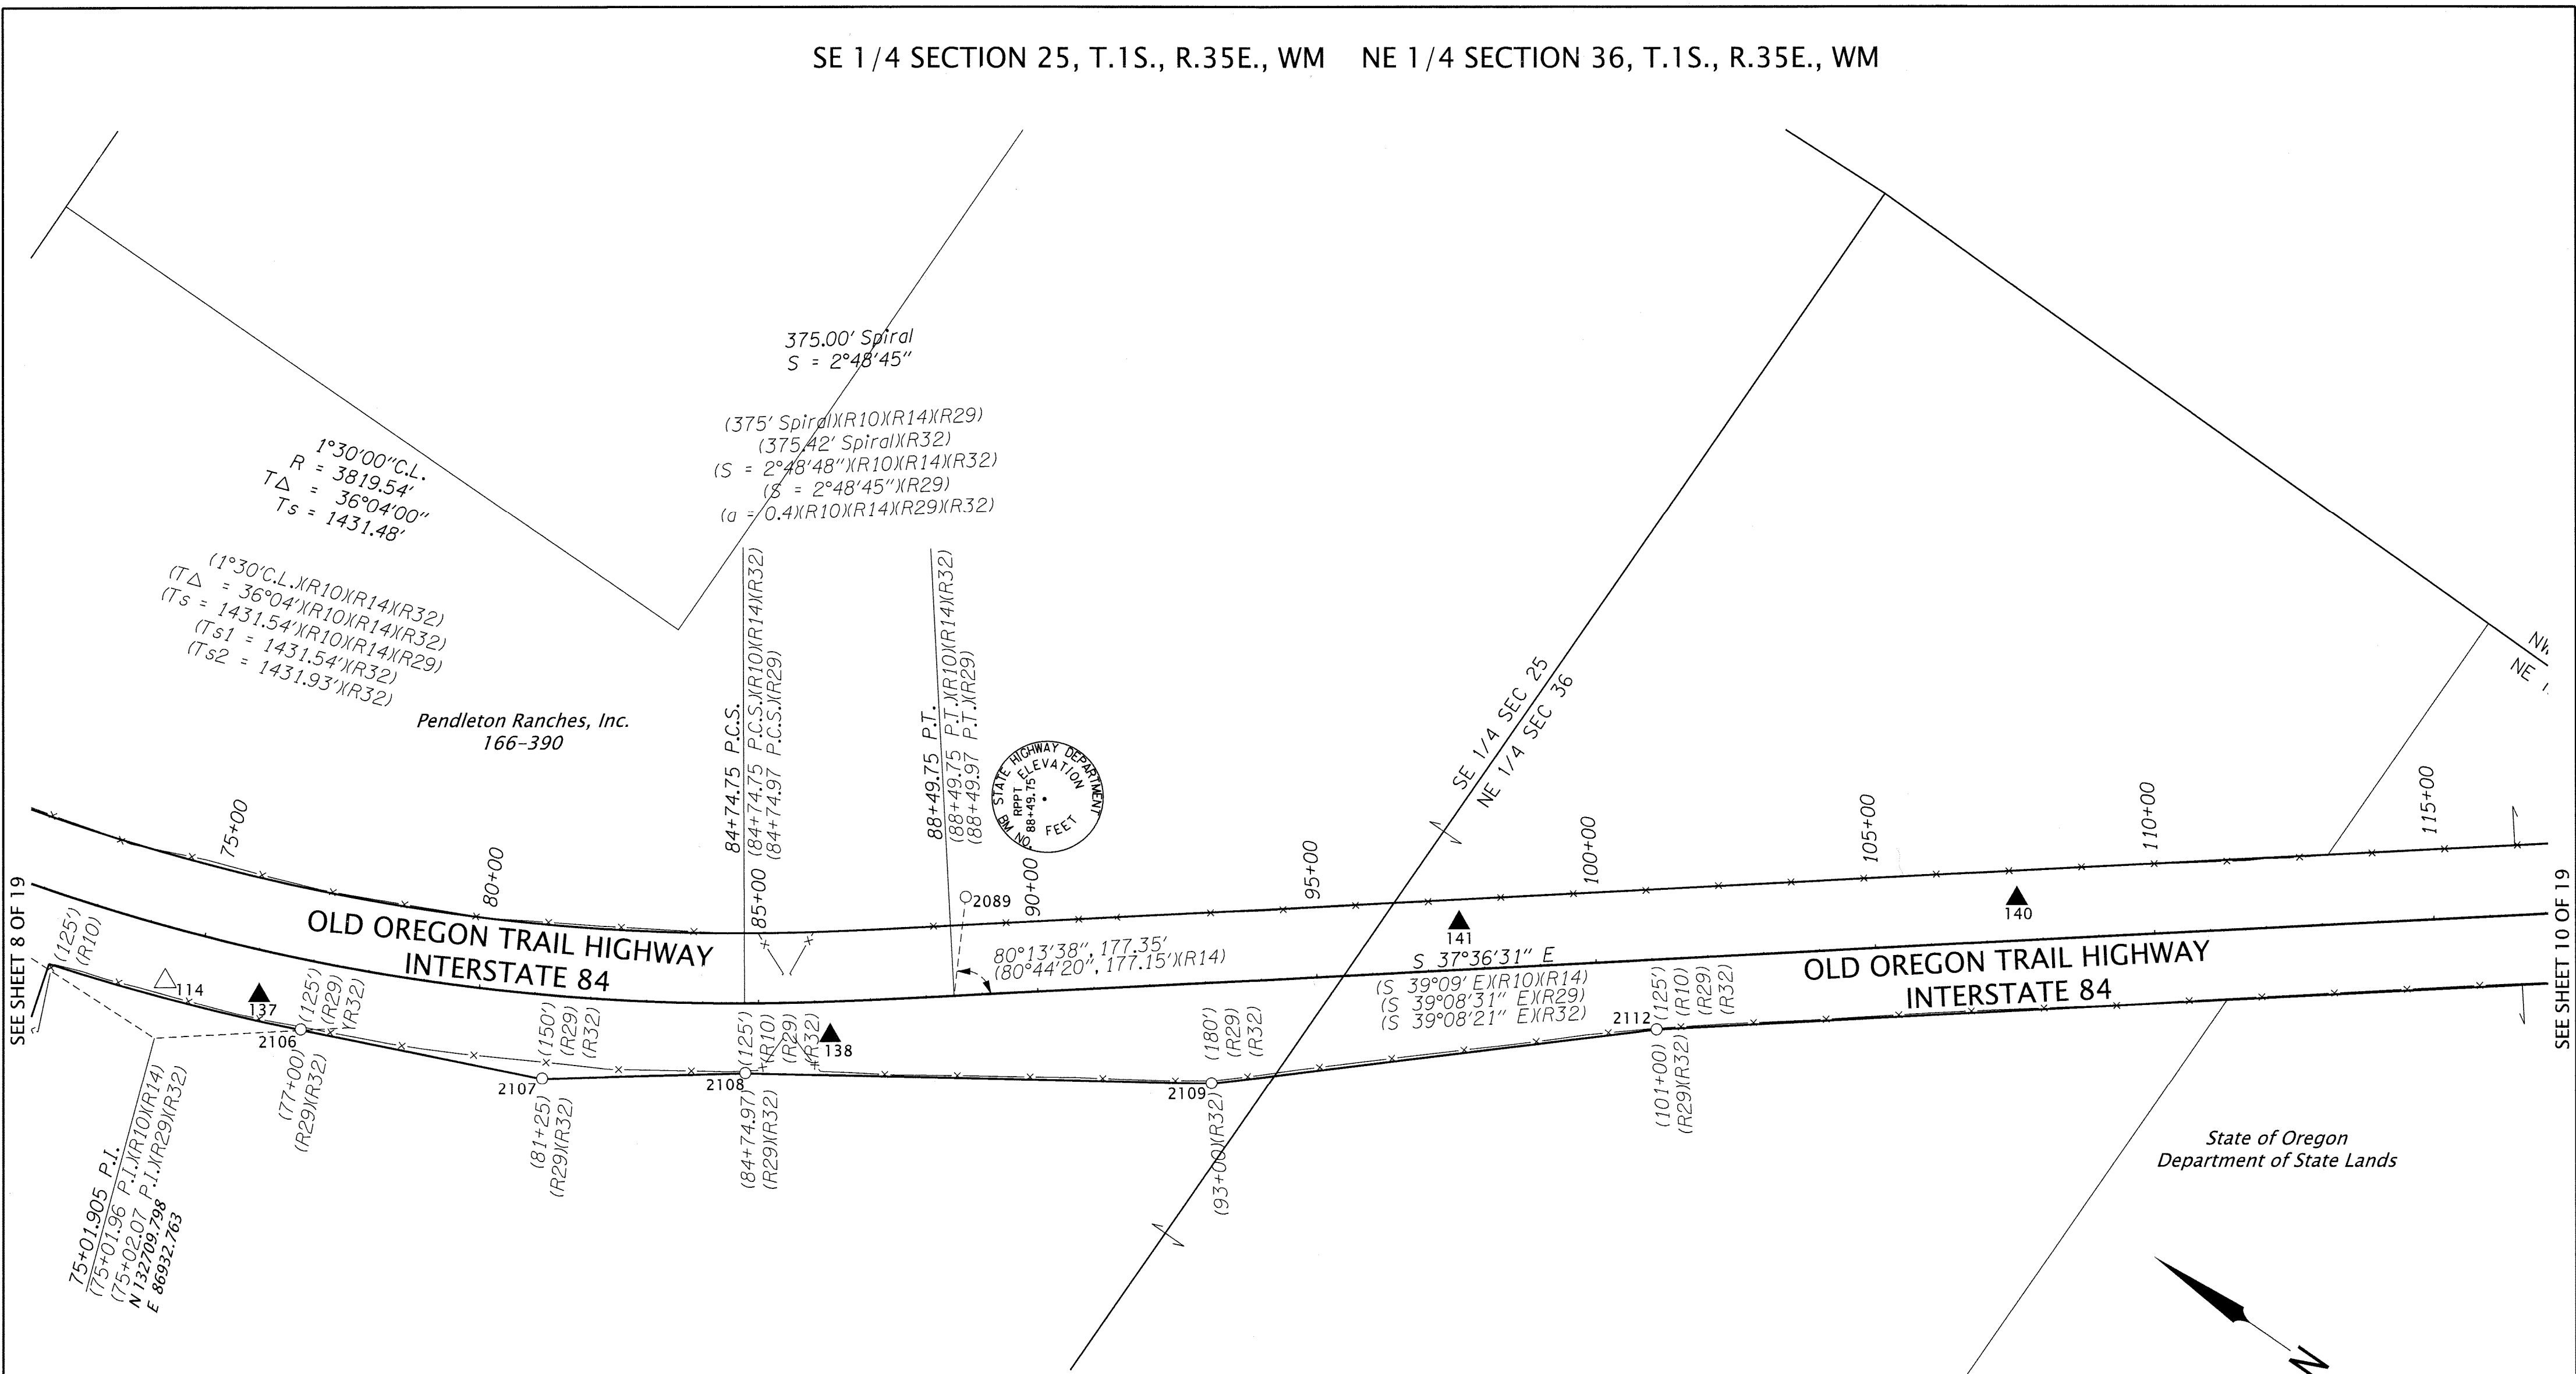 SE 1/4 SECTION 25, T.1S., R.35E., WM NE 1/4 SECTION 36, T.1S., R.35E., WM
375.00' Spiral
S = 2°48'45"
(375' Spiral)(R10)(R14)(R29)
(375.42' Spiral)(R32)
(S = 2°48'48")(R10)(R14)(R32)
(S = 2°48'45")(R29)
(a = 0.4)(R10)(R14)(R29)(R32)
1°30'00"C.L.
R = 3819.54'
T△ = 36°04'00"
Ts = 1431.48'
(1°30'C.L.)(R10)(R14)(R32)
(T△ = 36°04')(R10)(R14)(R32)
(Ts = 1431.54')(R10)(R14)(R29)
(Ts1 = 1431.54')(R32)
(Ts2 = 1431.93')(R32)
Pendleton Ranches, Inc.
166-390
84+74.75 P.C.S.
(84+74.75 P.C.S.)(R10)(R14)(R32)
(84+74.97 P.C.S.)(R29)
88+49.75 P.T.
(88+49.75 P.T.)(R10)(R14)(R32)
(88+49.97 P.T.)(R29)
STATE HIGHWAY DEPARTMENT
ELEVATION
RPPT
88+49.75
FEET
BM NO.
SE 1/4 SEC 25
NE 1/4 SEC 36
NE
75+00
80+00
85+00
90+00
95+00
100+00
105+00
110+00
115+00
SEE SHEET 8 OF 19
SEE SHEET 10 OF 19
OLD OREGON TRAIL HIGHWAY
INTERSTATE 84
2089
80°13'38", 177.35'
(80°44'20", 177.15')(R14)
141
140
S 37°36'31" E
(S 39°09' E)(R10)(R14)
(S 39°08'31" E)(R29)
(S 39°08'21" E)(R32)
OLD OREGON TRAIL HIGHWAY
INTERSTATE 84
(125')
(R10)
114
137
2106
(125')
(R29)
(R32)
(77+00)
(R29)(R32)
2107
(150')
(R29)
(R32)
(81+25)
(R29)(R32)
2108
(125')
(R10)
(R29)
(R32)
(84+74.97)
(R29)(R32)
138
2109
(180')
(R29)
(R32)
(93+00)(R32)
2112
(125')
(R10)
(R29)
(R32)
(101+00)
(R29)(R32)
75+01.905 P.I.
(75+01.96 P.I.)(R10)(R14)
(75+02.07 P.I.)(R29)(R32)
N 132709.798
E 86932.763
State of Oregon
Department of State Lands
N